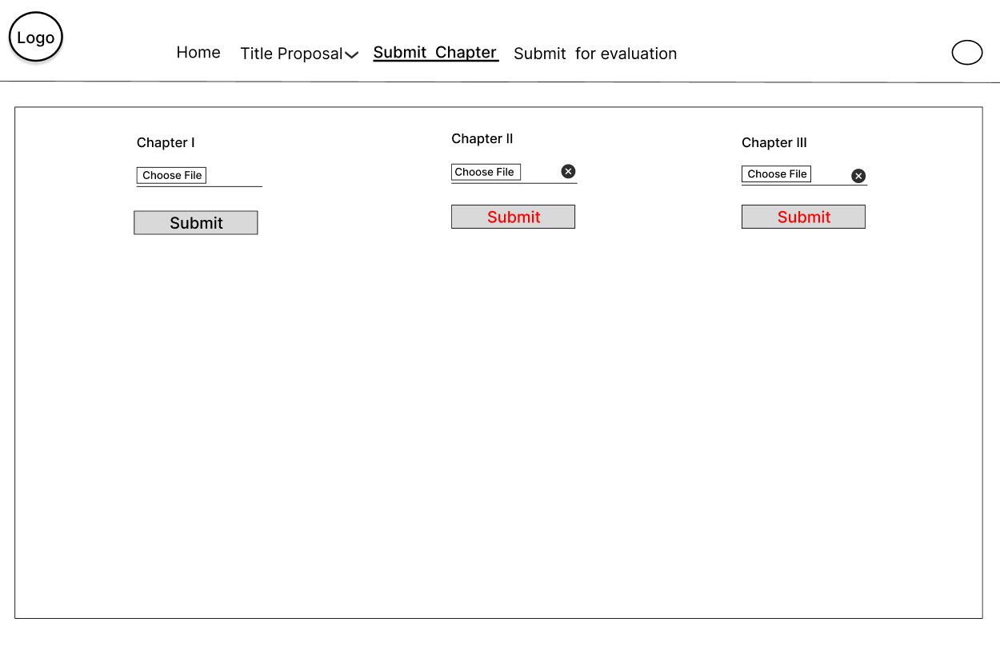 Logo
Home Title Proposal Submit Chapter Submit for evaluation
Chapter I
Choose File
Submit
Chapter II
Choose File
Submit
Chapter III
Choose File
Submit